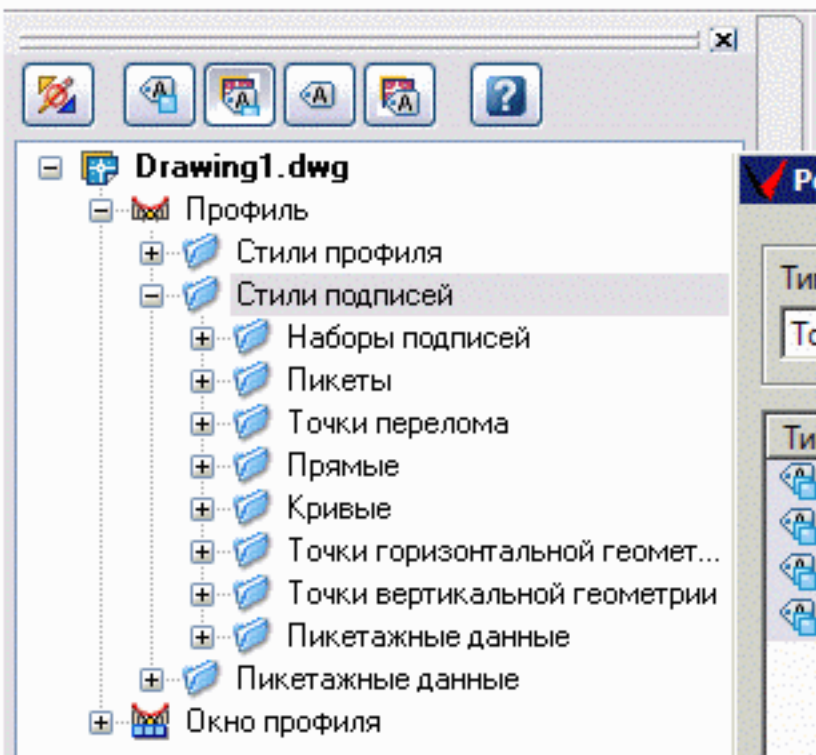 Drawing1.dwg
Профиль
Стили профиля
Стили подписей
Наборы подписей
Пикеты
Точки перелома
Прямые
Кривые
Точки горизонтальной геомет...
Точки вертикальной геометрии
Пикетажные данные
Пикетажные данные
Окно профиля